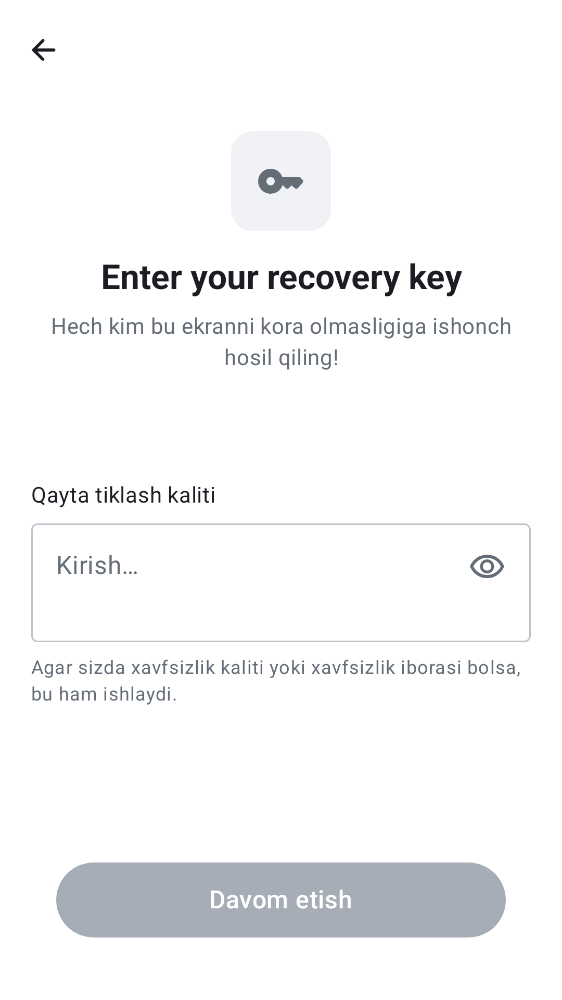 Enter your recovery key
Hech kim bu ekranni kora olmasligiga ishonch
hosil qiling!
Qayta tiklash kaliti
Kirish…
Agar sizda xavfsizlik kaliti yoki xavfsizlik iborasi bolsa,
bu ham ishlaydi.
Davom etish